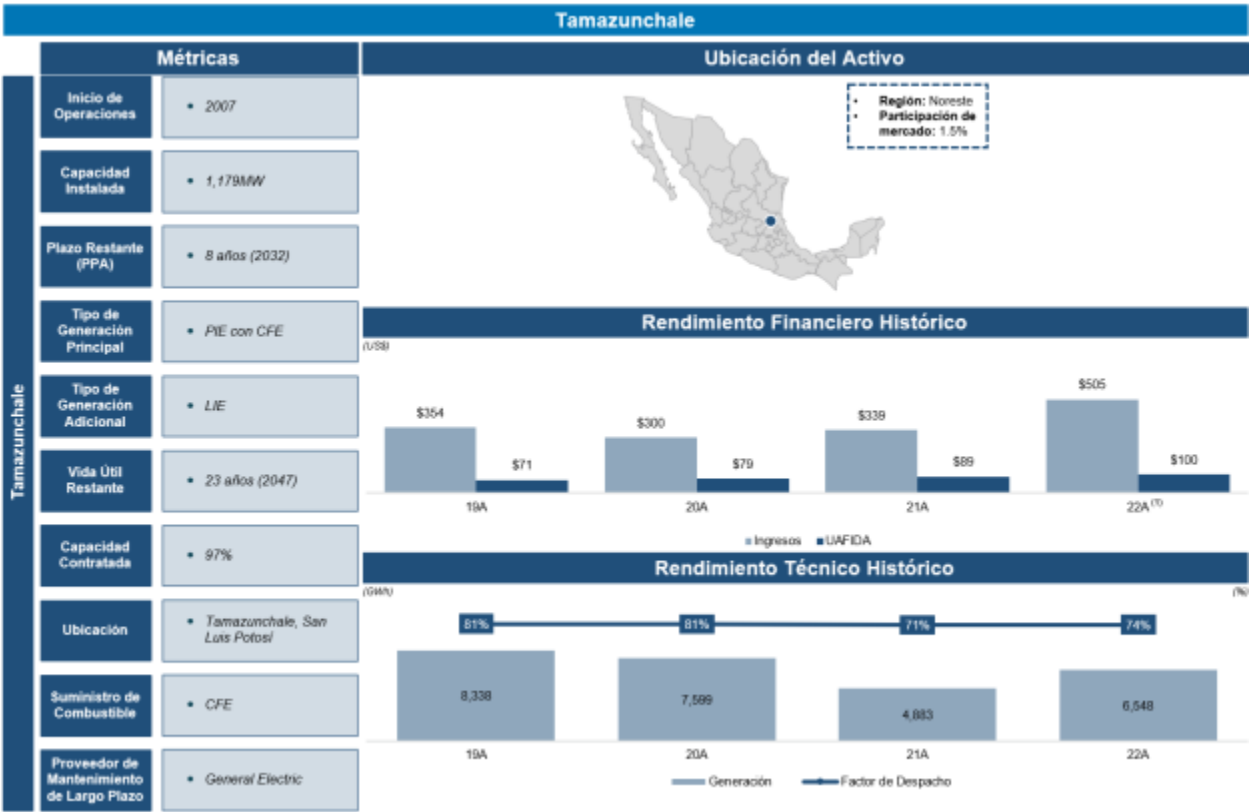 Tamazunchale
Métricas
Tamazunchale
Inicio de
Operaciones
• 2007
Capacidad
Instalada
• 1,179MW
Plazo Restante
(PPA)
• 8 años (2032)
Tipo de
Generación
Principal
• PIE con CFE
Tipo de
Generación
Adicional
• LIE
Vida Útil
Restante
• 23 años (2047)
Capacidad
Contratada
• 97%
Ubicación
• Tamazunchale, San
Luis Potosí
Suministro de
Combustible
• CFE
Proveedor de
Mantenimiento
de Largo Plazo
• General Electric
Ubicación del Activo
• Región: Noreste
• Participación de
mercado: 1.5%
Rendimiento Financiero Histórico
(US$)
$354
$71
$300
$79
$339
$89
$505
$100
19A
20A
21A
22A (1)
Ingresos
UAFIDA
Rendimiento Técnico Histórico
(GWh)
(%)
81%
81%
71%
74%
8,338
7,599
4,883
6,548
19A
20A
21A
22A
Generación
Factor de Despacho